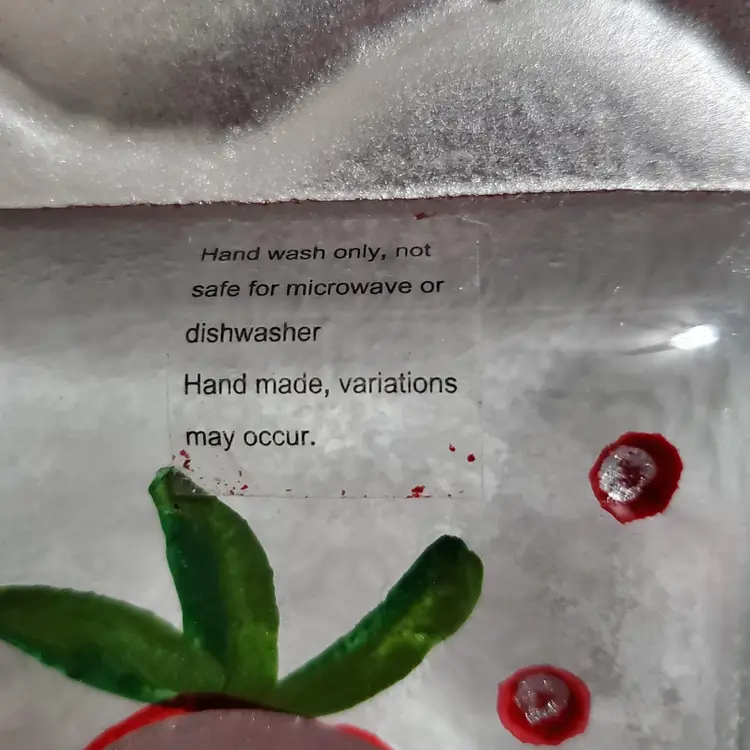 Hand wash only, not
safe for microwave or
dishwasher
Hand made, variations
may occur.